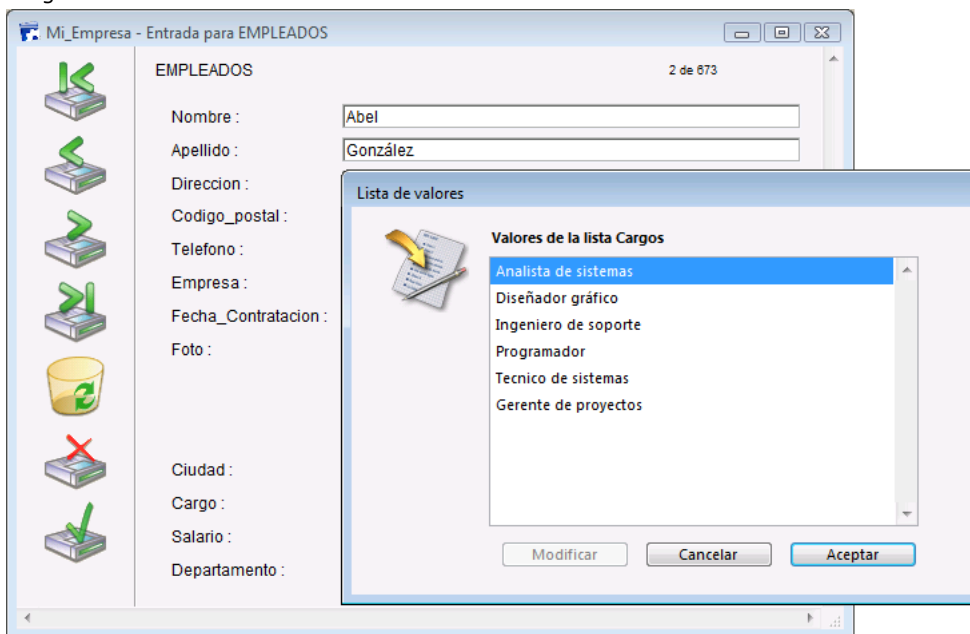 Mi_Empresa - Entrada para EMPLEADOS
EMPLEADOS
2 de 673
Nombre :
Abel
Apellido :
González
Direccion :
Codigo_postal :
Telefono :
Empresa :
Fecha_Contratacion :
Foto :
Ciudad :
Cargo :
Salario :
Departamento :
Lista de valores
Valores de la lista Cargos
Analista de sistemas
Diseñador gráfico
Ingeniero de soporte
Programador
Tecnico de sistemas
Gerente de proyectos
Modificar
Cancelar
Aceptar